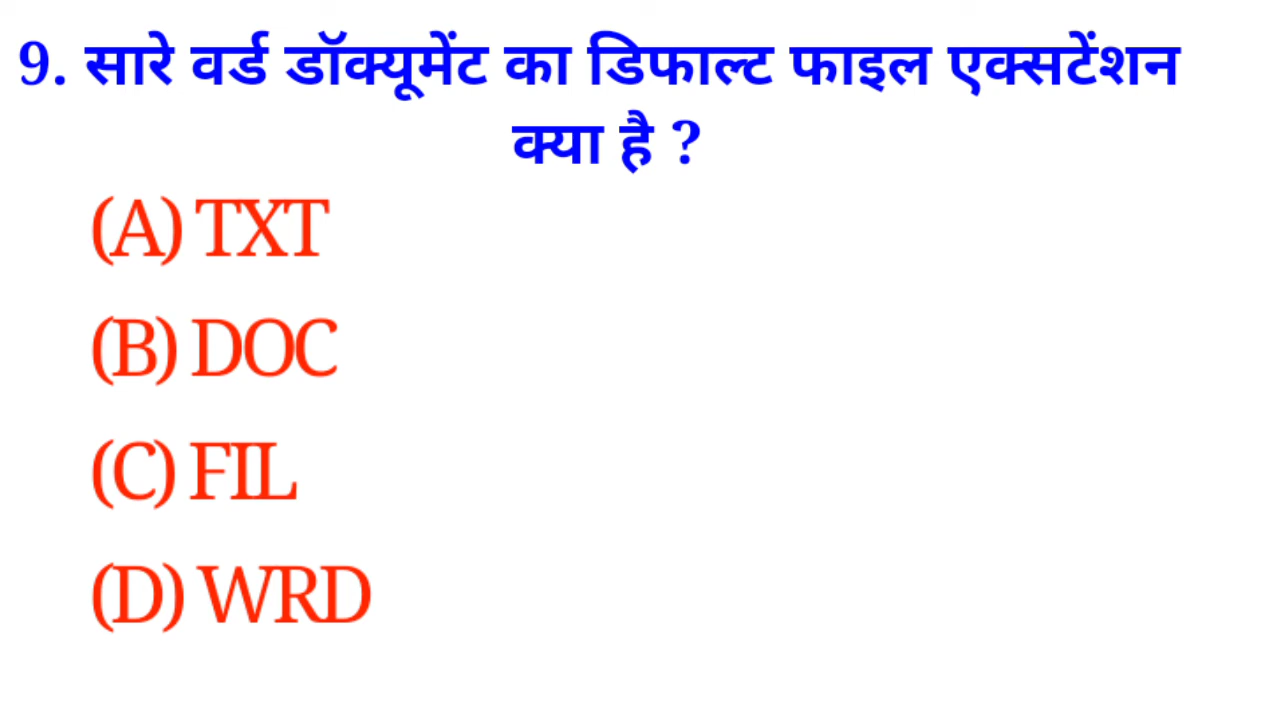 9. सारे वर्ड डॉक्यूमेंट का डिफाल्ट फाइल एक्सटेंशन
क्या है ?
(A) TXT
(B) DOC
(C) FIL
(D) WRD